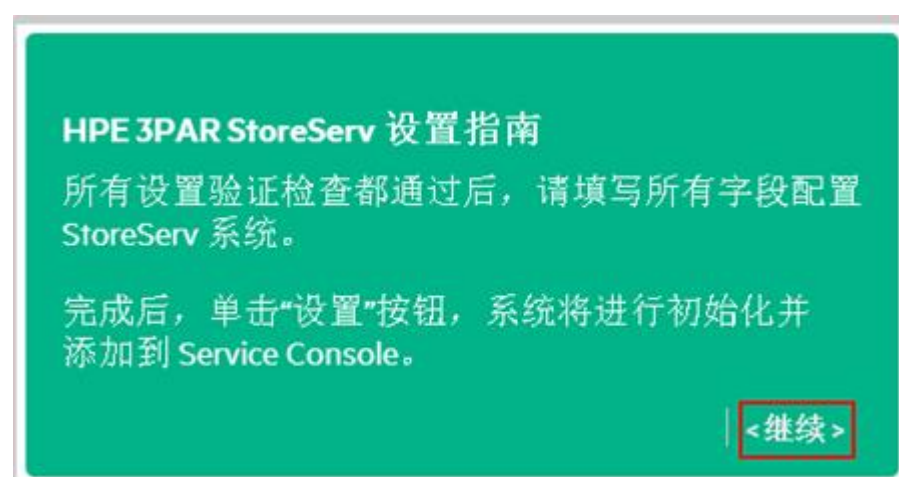 HPE 3PAR StoreServ 设置指南
所有设置验证检查都通过后，请填写所有字段配置
StoreServ 系统。
完成后，单击“设置”按钮，系统将进行初始化并
添加到 Service Console。
<继续>